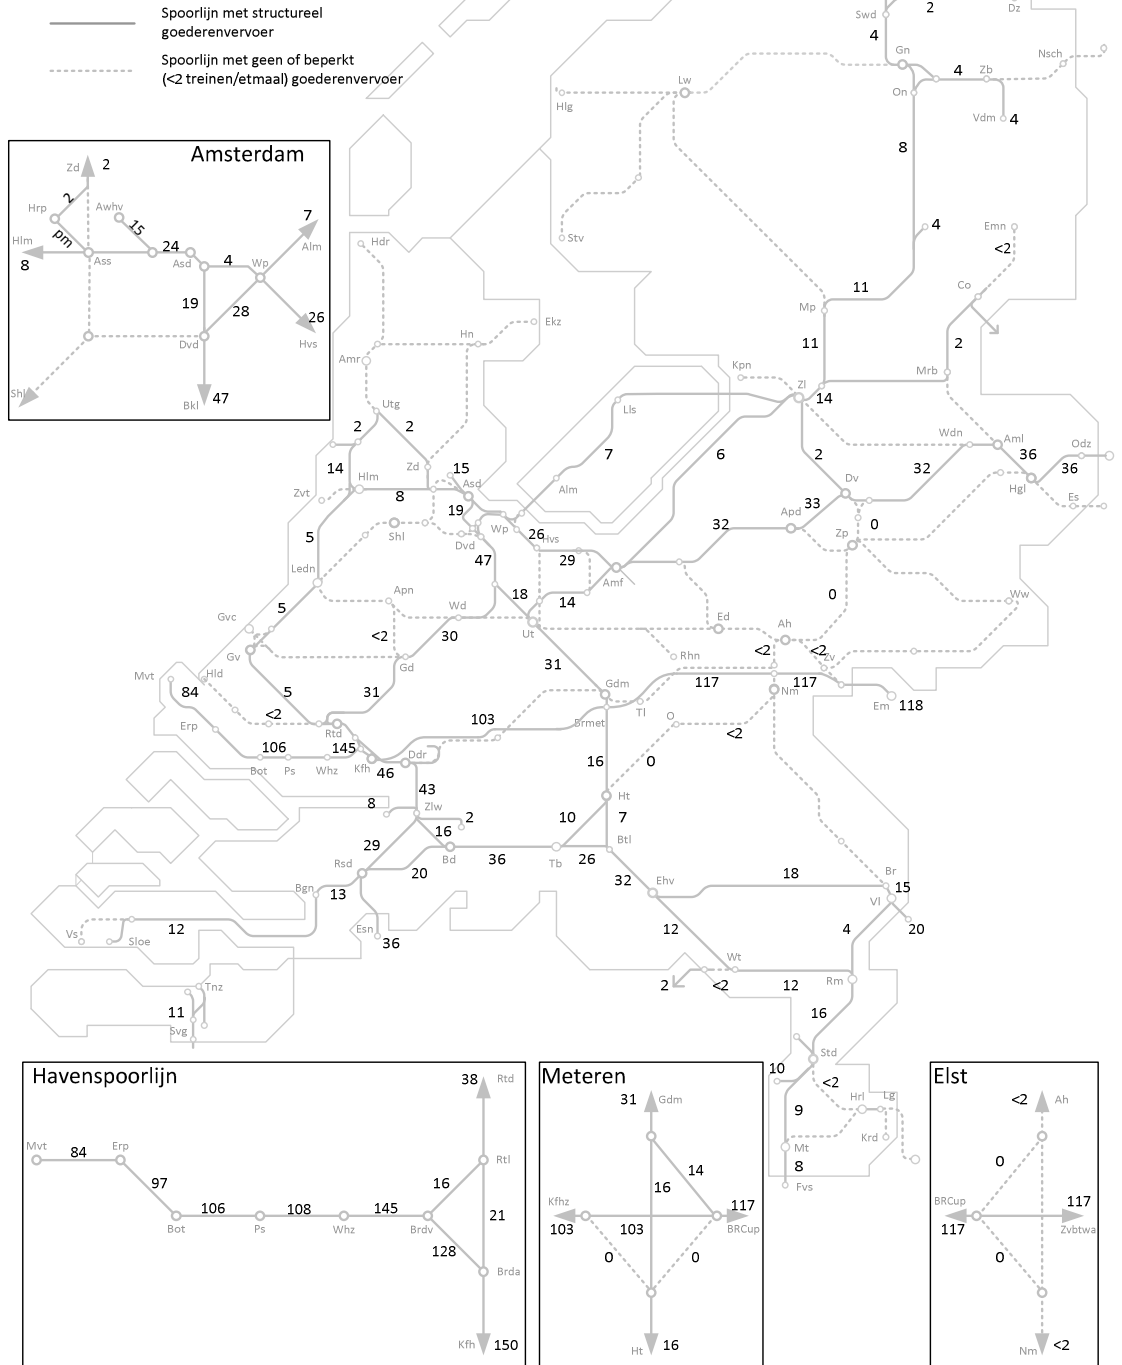 Spoorlijn met structureel
goederenvervoer
Spoorlijn met geen of beperkt
(<2 treinen/etmaal) goederenvervoer
Swd
2
Dz
4
Gn
Nsch
4
Zb
On
Vdm
4
Lw
Hlg
8
Stv
4
Emn
<2
Co
11
Mp
11
2
Mrb
Kpn
Zl
14
Amsterdam
Zd
2
Hrp
2
Awhv
15
pm
Hlm
8
Ass
24
Asd
4
Wp
7
Alm
19
28
26
Hvs
Dvd
Shl
Bkl
47
Hdr
Hn
Ekz
Amr
Utg
2
2
Zd
14
Hlm
Zvt
8
15
Asd
19
Lls
7
Alm
6
2
Wdn
Aml
36
Odz
36
32
Hgl
Es
Dv
33
Apd
0
Zp
32
5
Shl
Dvd
Wp
26
Hvs
47
29
Amf
14
18
Ledn
Apn
Wd
5
Gvc
<2
30
Ut
0
Ww
Ed
Ah
Rhn
<2
<2
Zv
Gv
Gd
31
31
Mvt
84
Hld
5
Gdm
117
117
Nm
Em
118
Erp
<2
Rtd
103
Brmet
Tl
O
<2
106
145
Bot
Ps
Whz
Kfh
46
Ddr
16
0
43
8
Zlw
2
Ht
16
10
7
29
Bd
36
Tb
26
Btl
Rsd
20
32
Ehv
18
Br
15
Vl
Bgn
13
Vs
Sloe
12
Esn
36
12
4
20
Wt
2
<2
12
Rm
Tnz
11
Svg
16
Std
10
<2
9
Hrl
Lg
Krd
Mt
8
Fvs
Havenspoorlijn
38
Rtd
Mvt
84
Erp
97
106
108
145
Bot
Ps
Whz
Brdv
16
Rtl
21
128
Brda
Kfh
150
Meteren
31
Gdm
14
16
Kfhz
103
103
117
BRCup
0
0
Ht
16
Elst
<2
Ah
0
BRCup
117
117
Zvbtwa
0
Nm
<2